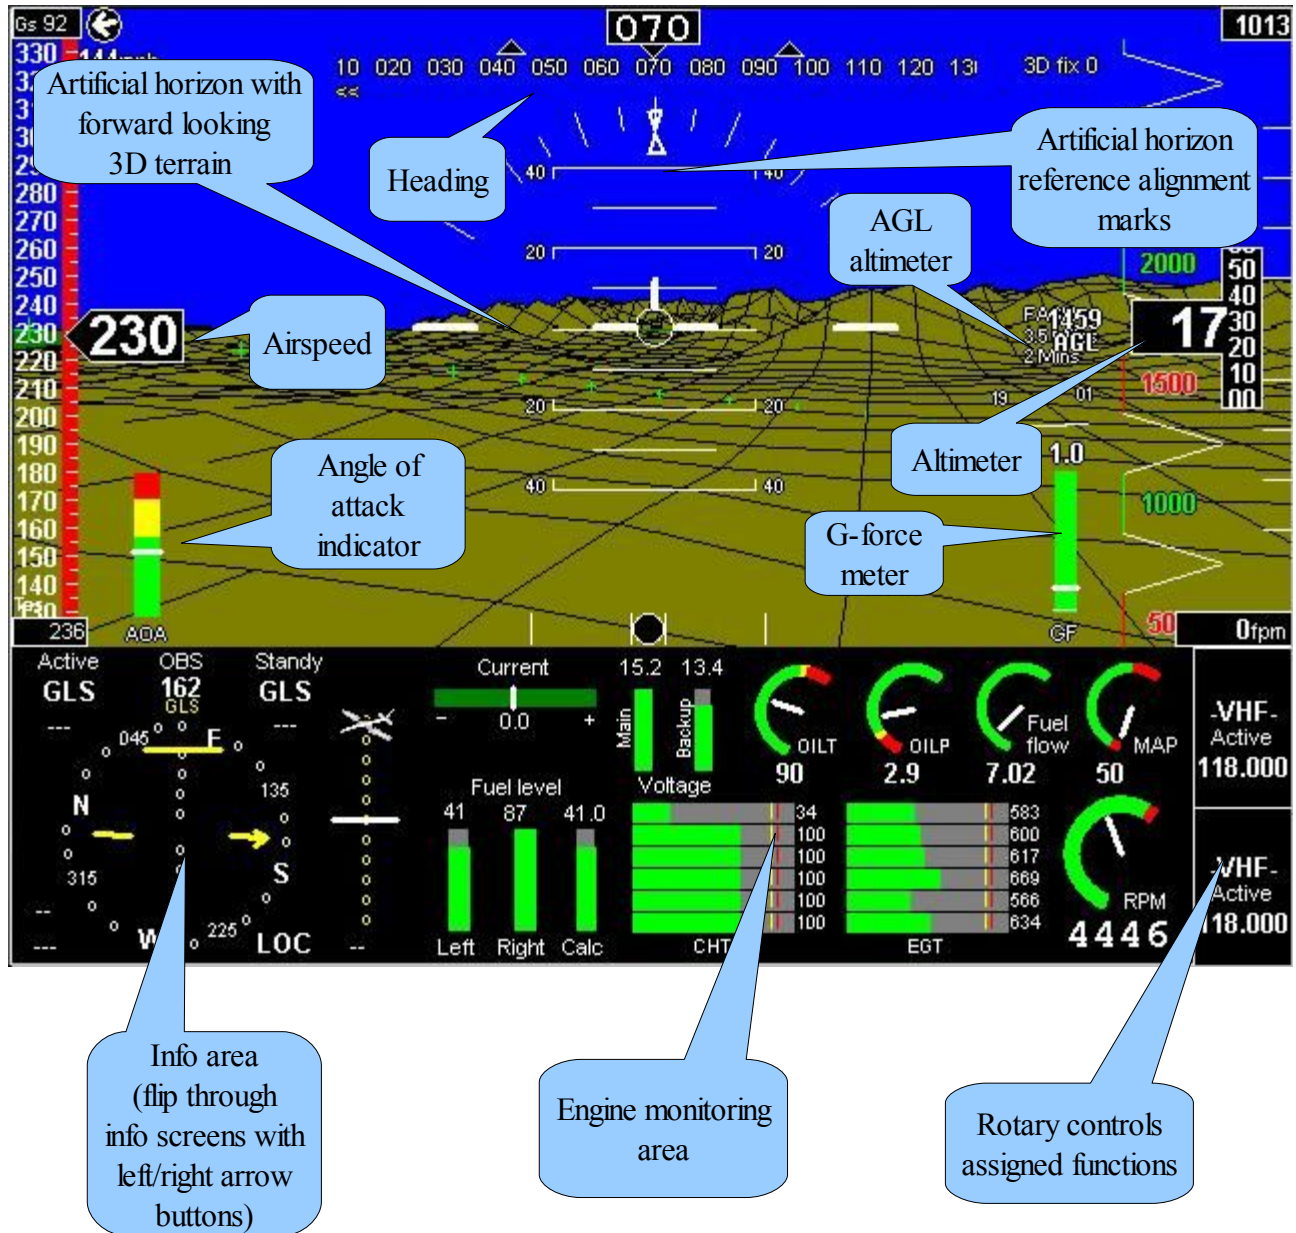 Gs 92
070
1013
330
144mph
10 020 030 040 050 060 070 080 090 100 110 120 13
3D fix 0
<<
Artificial horizon with
forward looking
3D terrain
Heading
Artificial horizon
reference alignment
marks
AGL
altimeter
40 40
20 20
280
270
260
250
240
230
220
210
200
190
180
170
160
150
140
130
230
Airspeed
2000
50
40
30
20
10
00
17
1459
AGL
2 Mins
1500
19 01
20 20
40 40
Angle of
attack
indicator
Altimeter
1.0
1000
G-force
meter
236
AOA
GF
50
0fpm
Active
GLS
---
OBS
162
GLS
Standy
GLS
---
045
E
135
S
225
W
315
N
--
---
LOC
--
Current
- 0.0 +
15.2 13.4
Main
Backup
Voltage
Fuel level
41 87 41.0
Left Right Calc
OILT
90
OILP
2.9
Fuel
flow
7.02
MAP
50
34
100
100
100
100
100
CHT
583
600
617
669
566
634
EGT
RPM
4446
-VHF-
Active
118.000
-VHF-
Active
118.000
Info area
(flip through
info screens with
left/right arrow
buttons)
Engine monitoring
area
Rotary controls
assigned functions